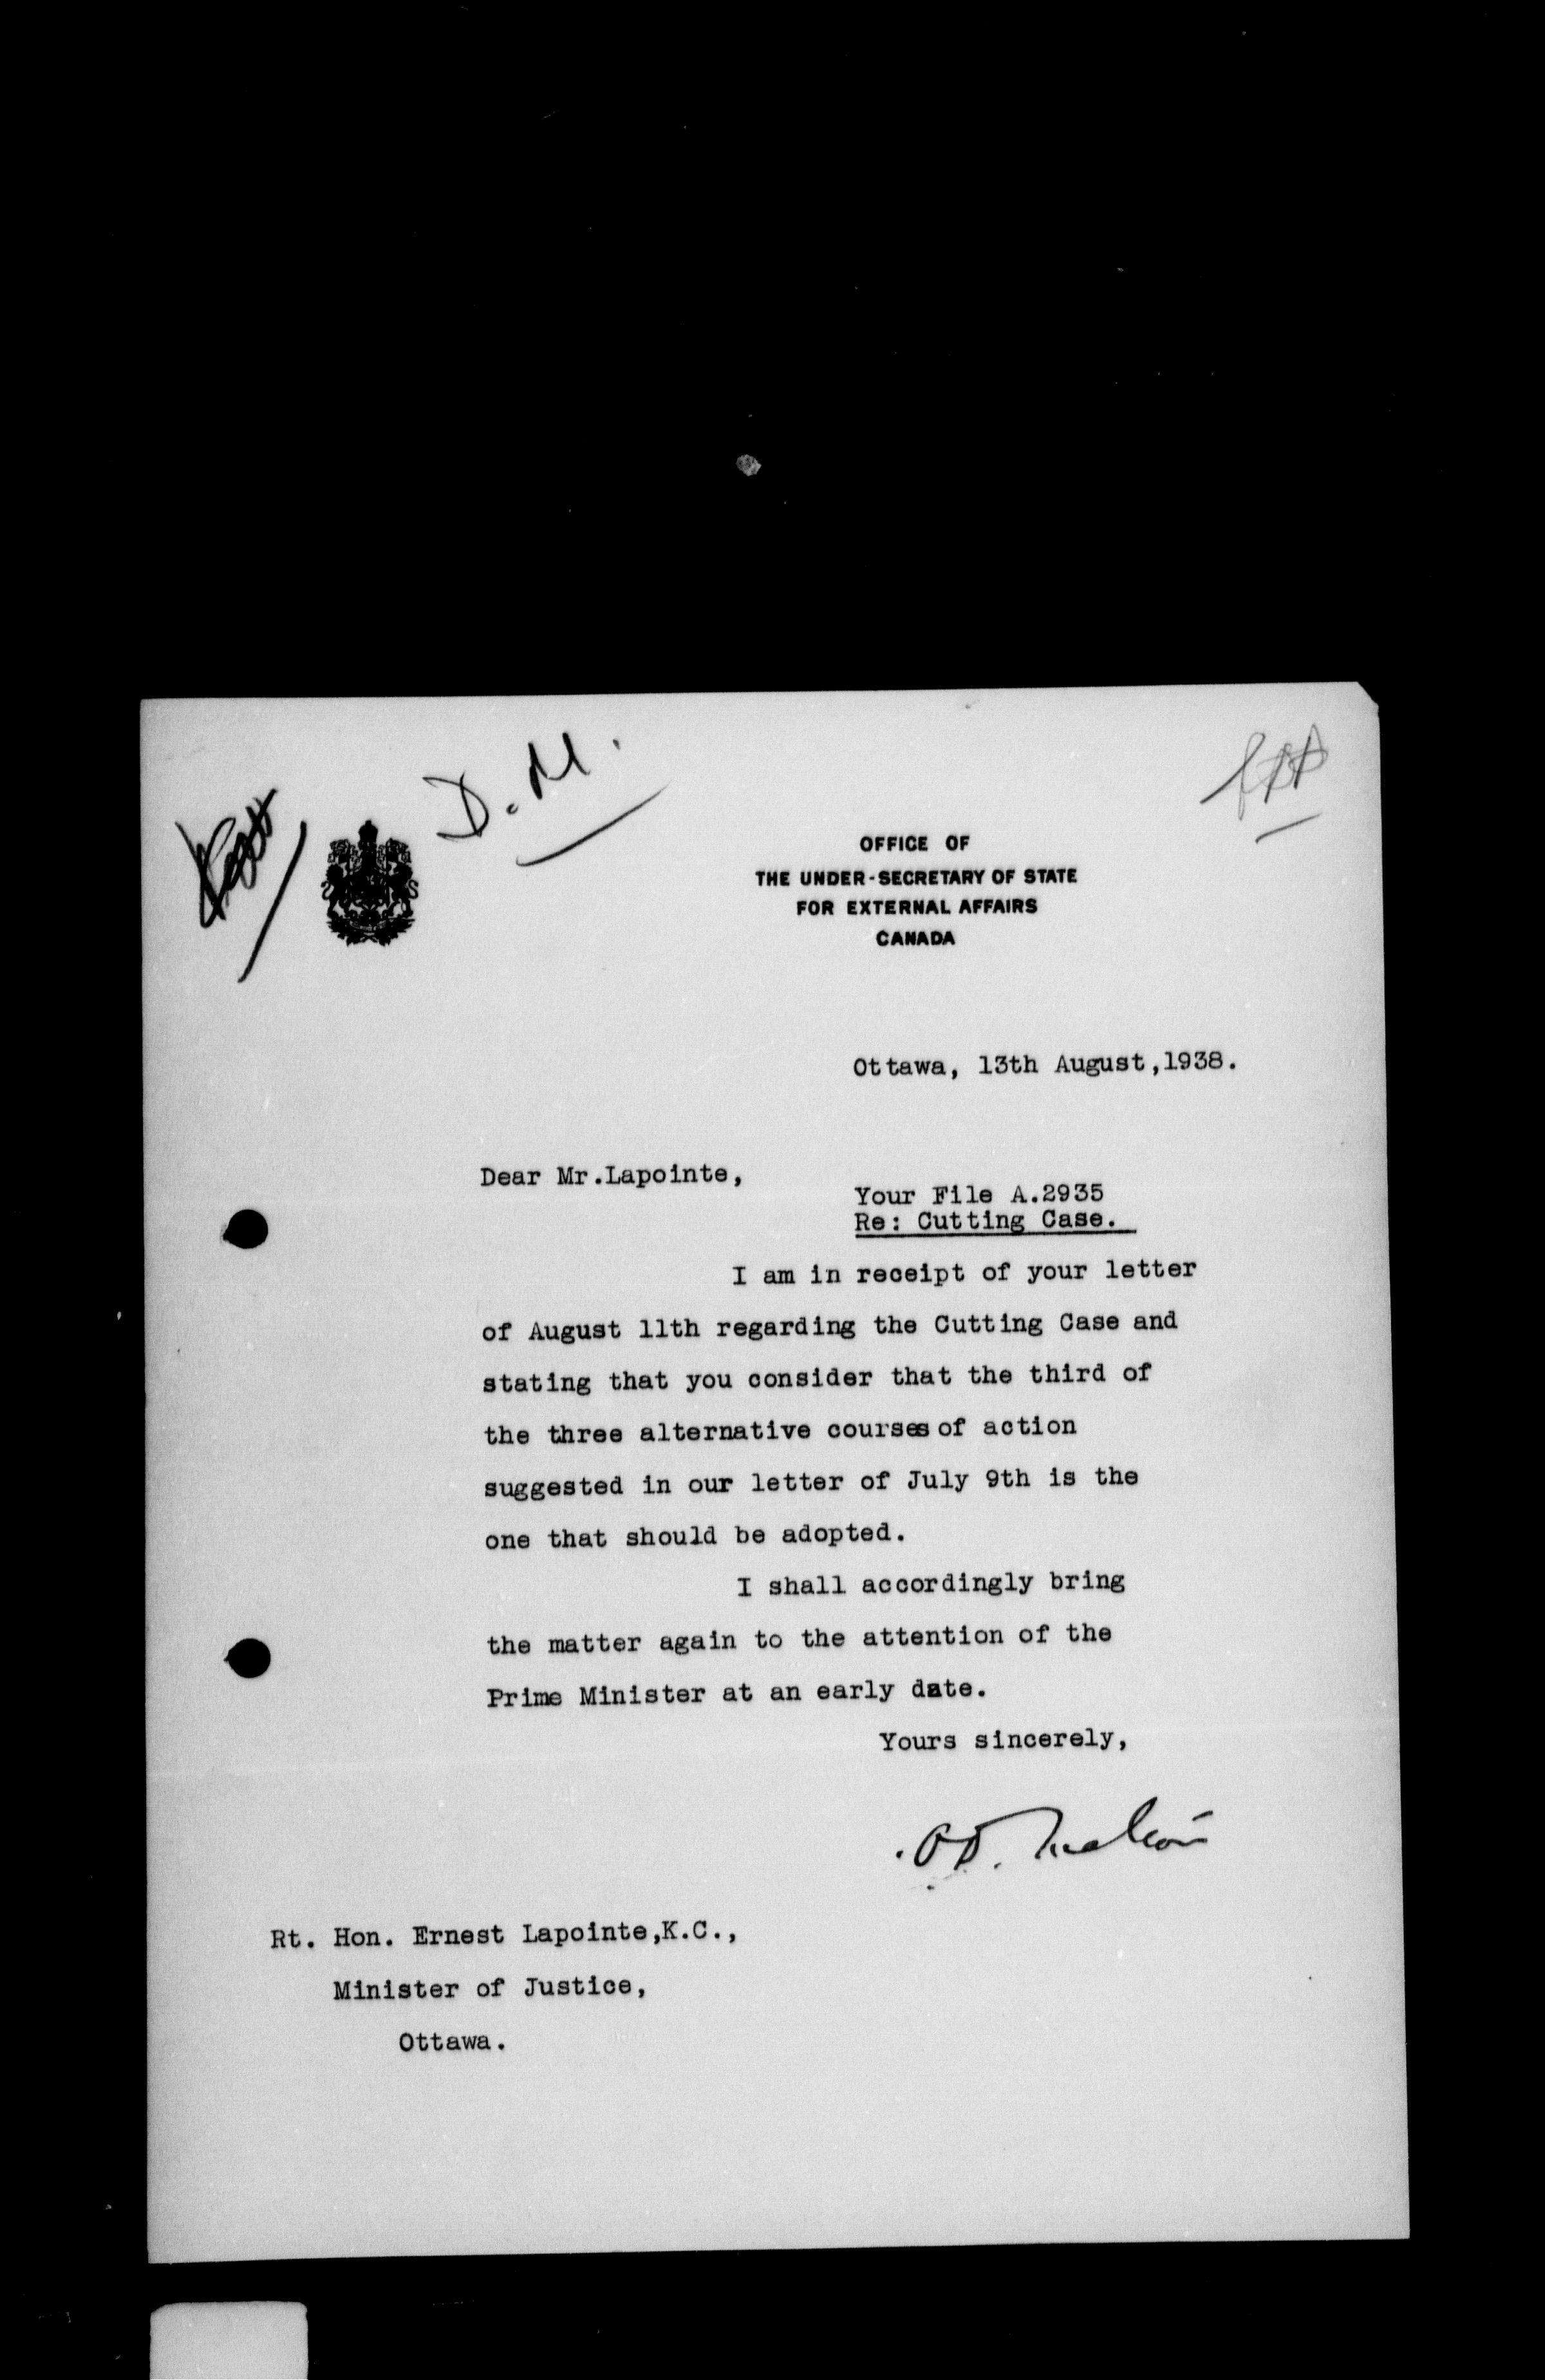 D. M.
OFFICE OF
THE UNDER-SECRETARY OF STATE
FOR EXTERNAL AFFAIRS
CANADA
Ottawa, 13th August,1938.
Dear Mr.Lapointe,
Your File A.2935
Re: Cutting Case.
I am in receipt of your letter
of August 11th regarding the Cutting Case and
stating that you consider that the third of
the three alternative courses of action
suggested in our letter of July 9th is the
one that should be adopted.
I shall accordingly bring
the matter again to the attention of the
Prime Minister at an early date.
Yours sincerely,
Rt. Hon. Ernest Lapointe,K.C.,
Minister of Justice,
Ottawa.